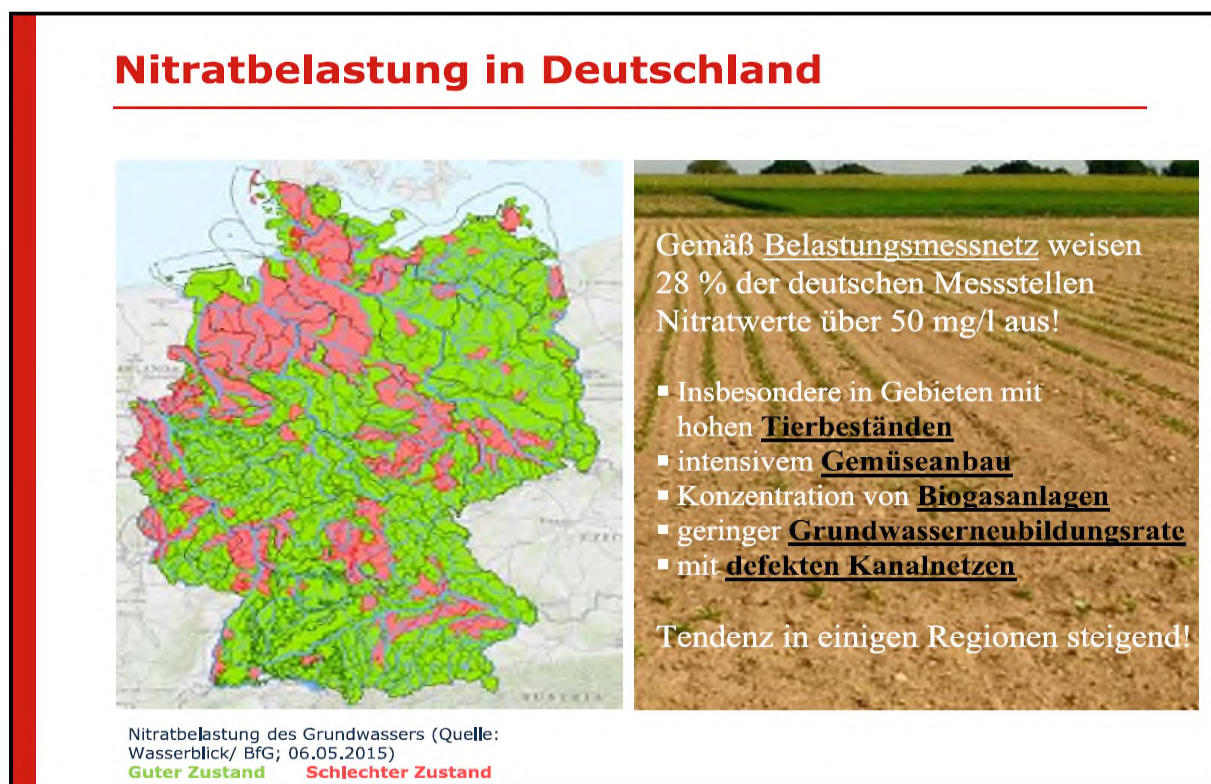 Nitratbelastung in Deutschland
Gemäß Belastungsmessnetz weisen
28 % der deutschen Messstellen
Nitratwerte über 50 mg/l aus!
▪ Insbesondere in Gebieten mit
hohen Tierbeständen
▪ intensivem Gemüseanbau
▪ Konzentration von Biogasanlagen
▪ geringer Grundwasserneubildungsrate
▪ mit defekten Kanalnetzen
Tendenz in einigen Regionen steigend!
Nitratbelastung des Grundwassers (Quelle:
Wasserblick/ BfG; 06.05.2015)
Guter Zustand Schlechter Zustand